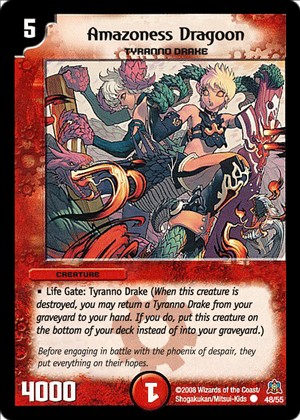 5
Amazoness Dragoon
TYRANNO DRAKE
CREATURE
▪ Life Gate: Tyranno Drake (When this creature is
destroyed, you may return a Tyranno Drake from your
graveyard to your hand. If you do, put this creature on
the bottom of your deck instead of into your graveyard.)
Before engaging in battle with the phoenix of despair, they
put everything on their hopes.
4000
1
©2008 Wizards of the Coast/
Shogakukan/Mitsui-Kids
48/55